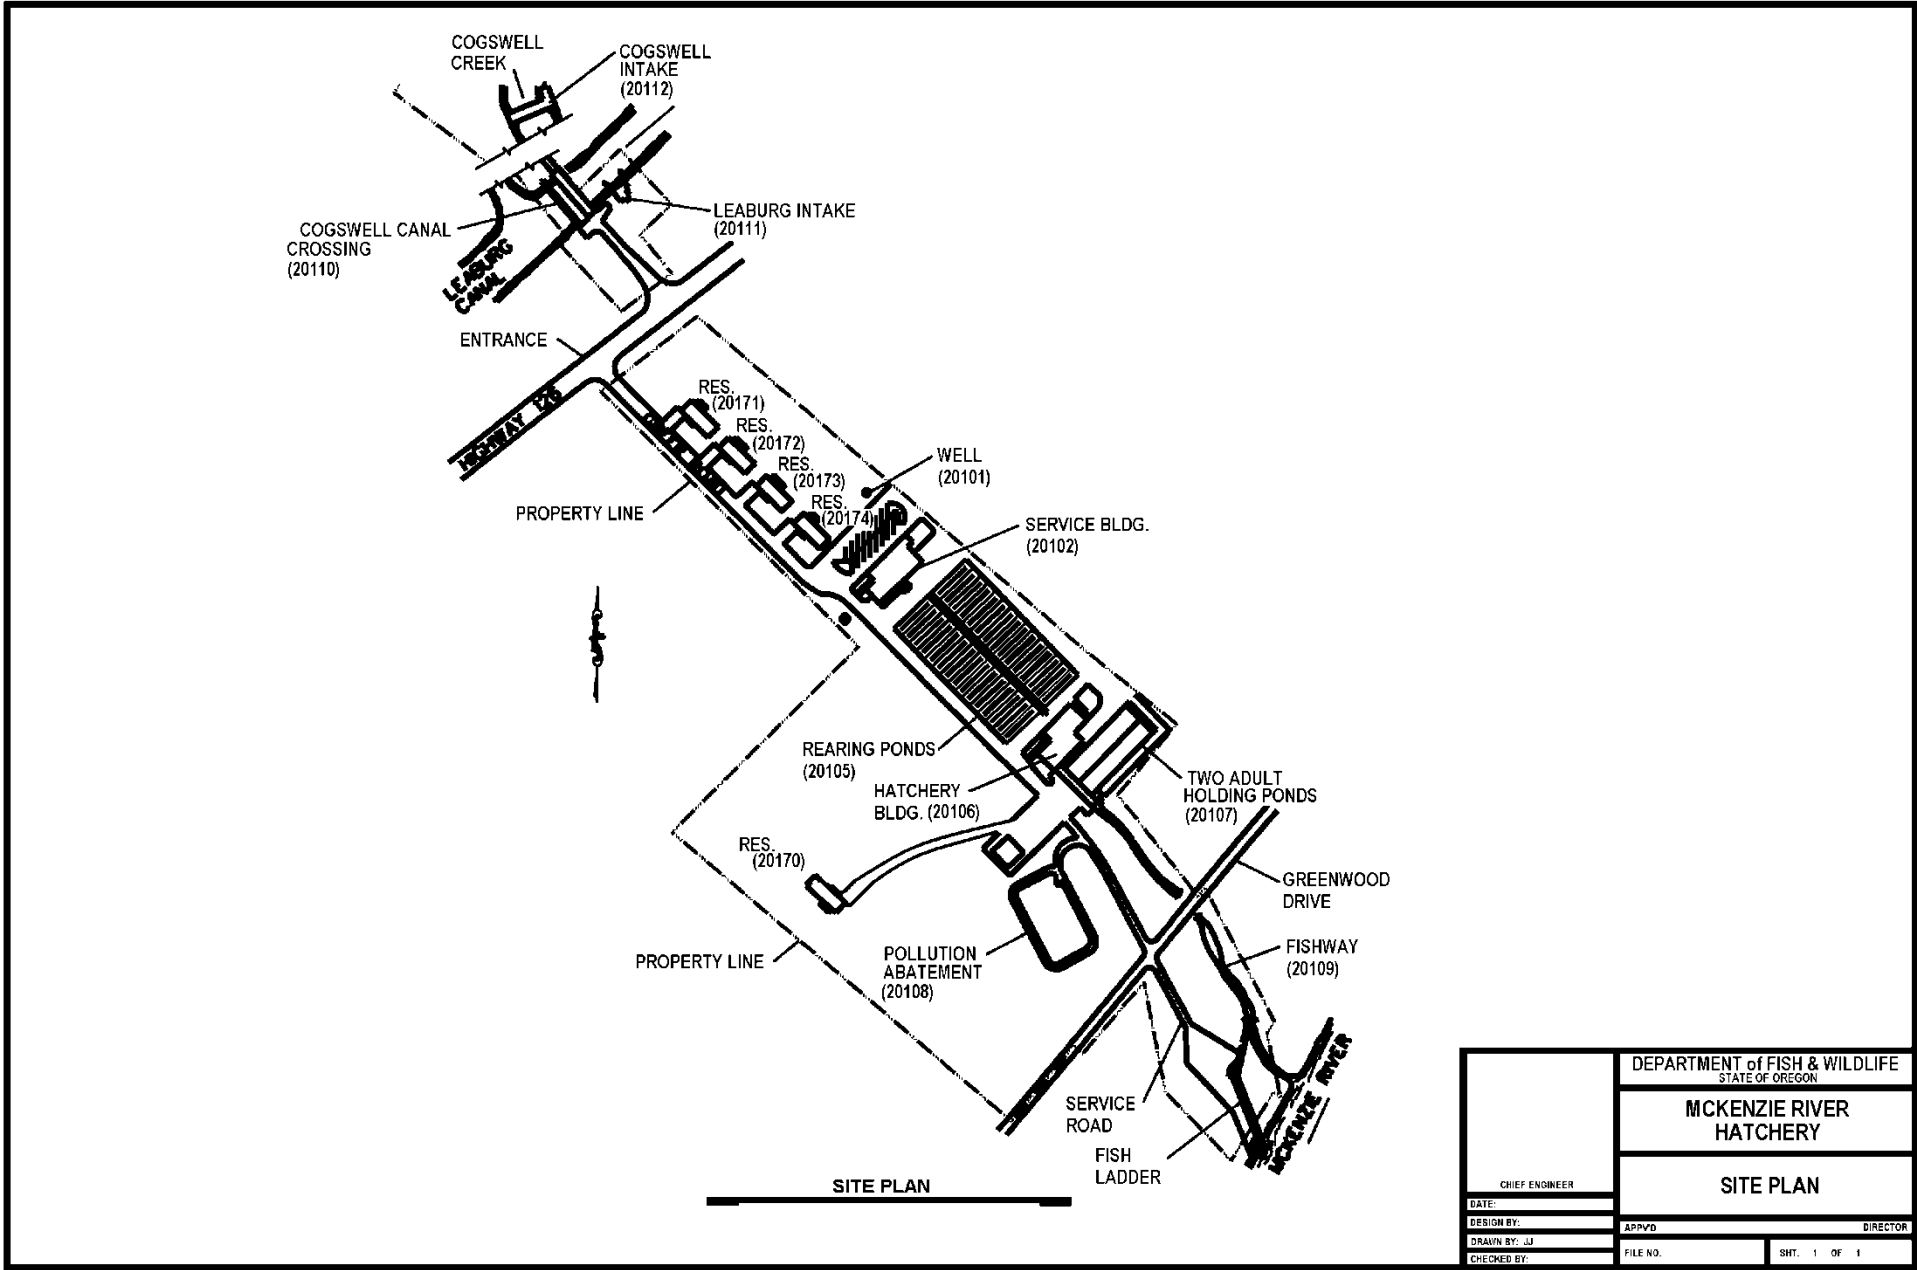 COGSWELL
CREEK
COGSWELL
INTAKE
(20112)
LEABURG INTAKE
(20111)
COGSWELL CANAL
CROSSING
(20110)
LEABURG
CANAL
ENTRANCE
HIGHWAY 126
RES.
(20171)
RES.
(20172)
RES.
(20173)
RES.
(20174)
WELL
(20101)
PROPERTY LINE
SERVICE BLDG.
(20102)
REARING PONDS
(20105)
HATCHERY
BLDG. (20106)
TWO ADULT
HOLDING PONDS
(20107)
RES.
(20170)
GREENWOOD
DRIVE
PROPERTY LINE
POLLUTION
ABATEMENT
(20108)
FISHWAY
(20109)
SERVICE
ROAD
FISH
LADDER
MCKENZIE RIVER
SITE PLAN
DEPARTMENT of FISH & WILDLIFE
STATE OF OREGON
MCKENZIE RIVER
HATCHERY
SITE PLAN
CHIEF ENGINEER
DATE:
DESIGN BY:
DRAWN BY: JJ
CHECKED BY:
APPV'D DIRECTOR
FILE NO.
SHT. 1 OF 1